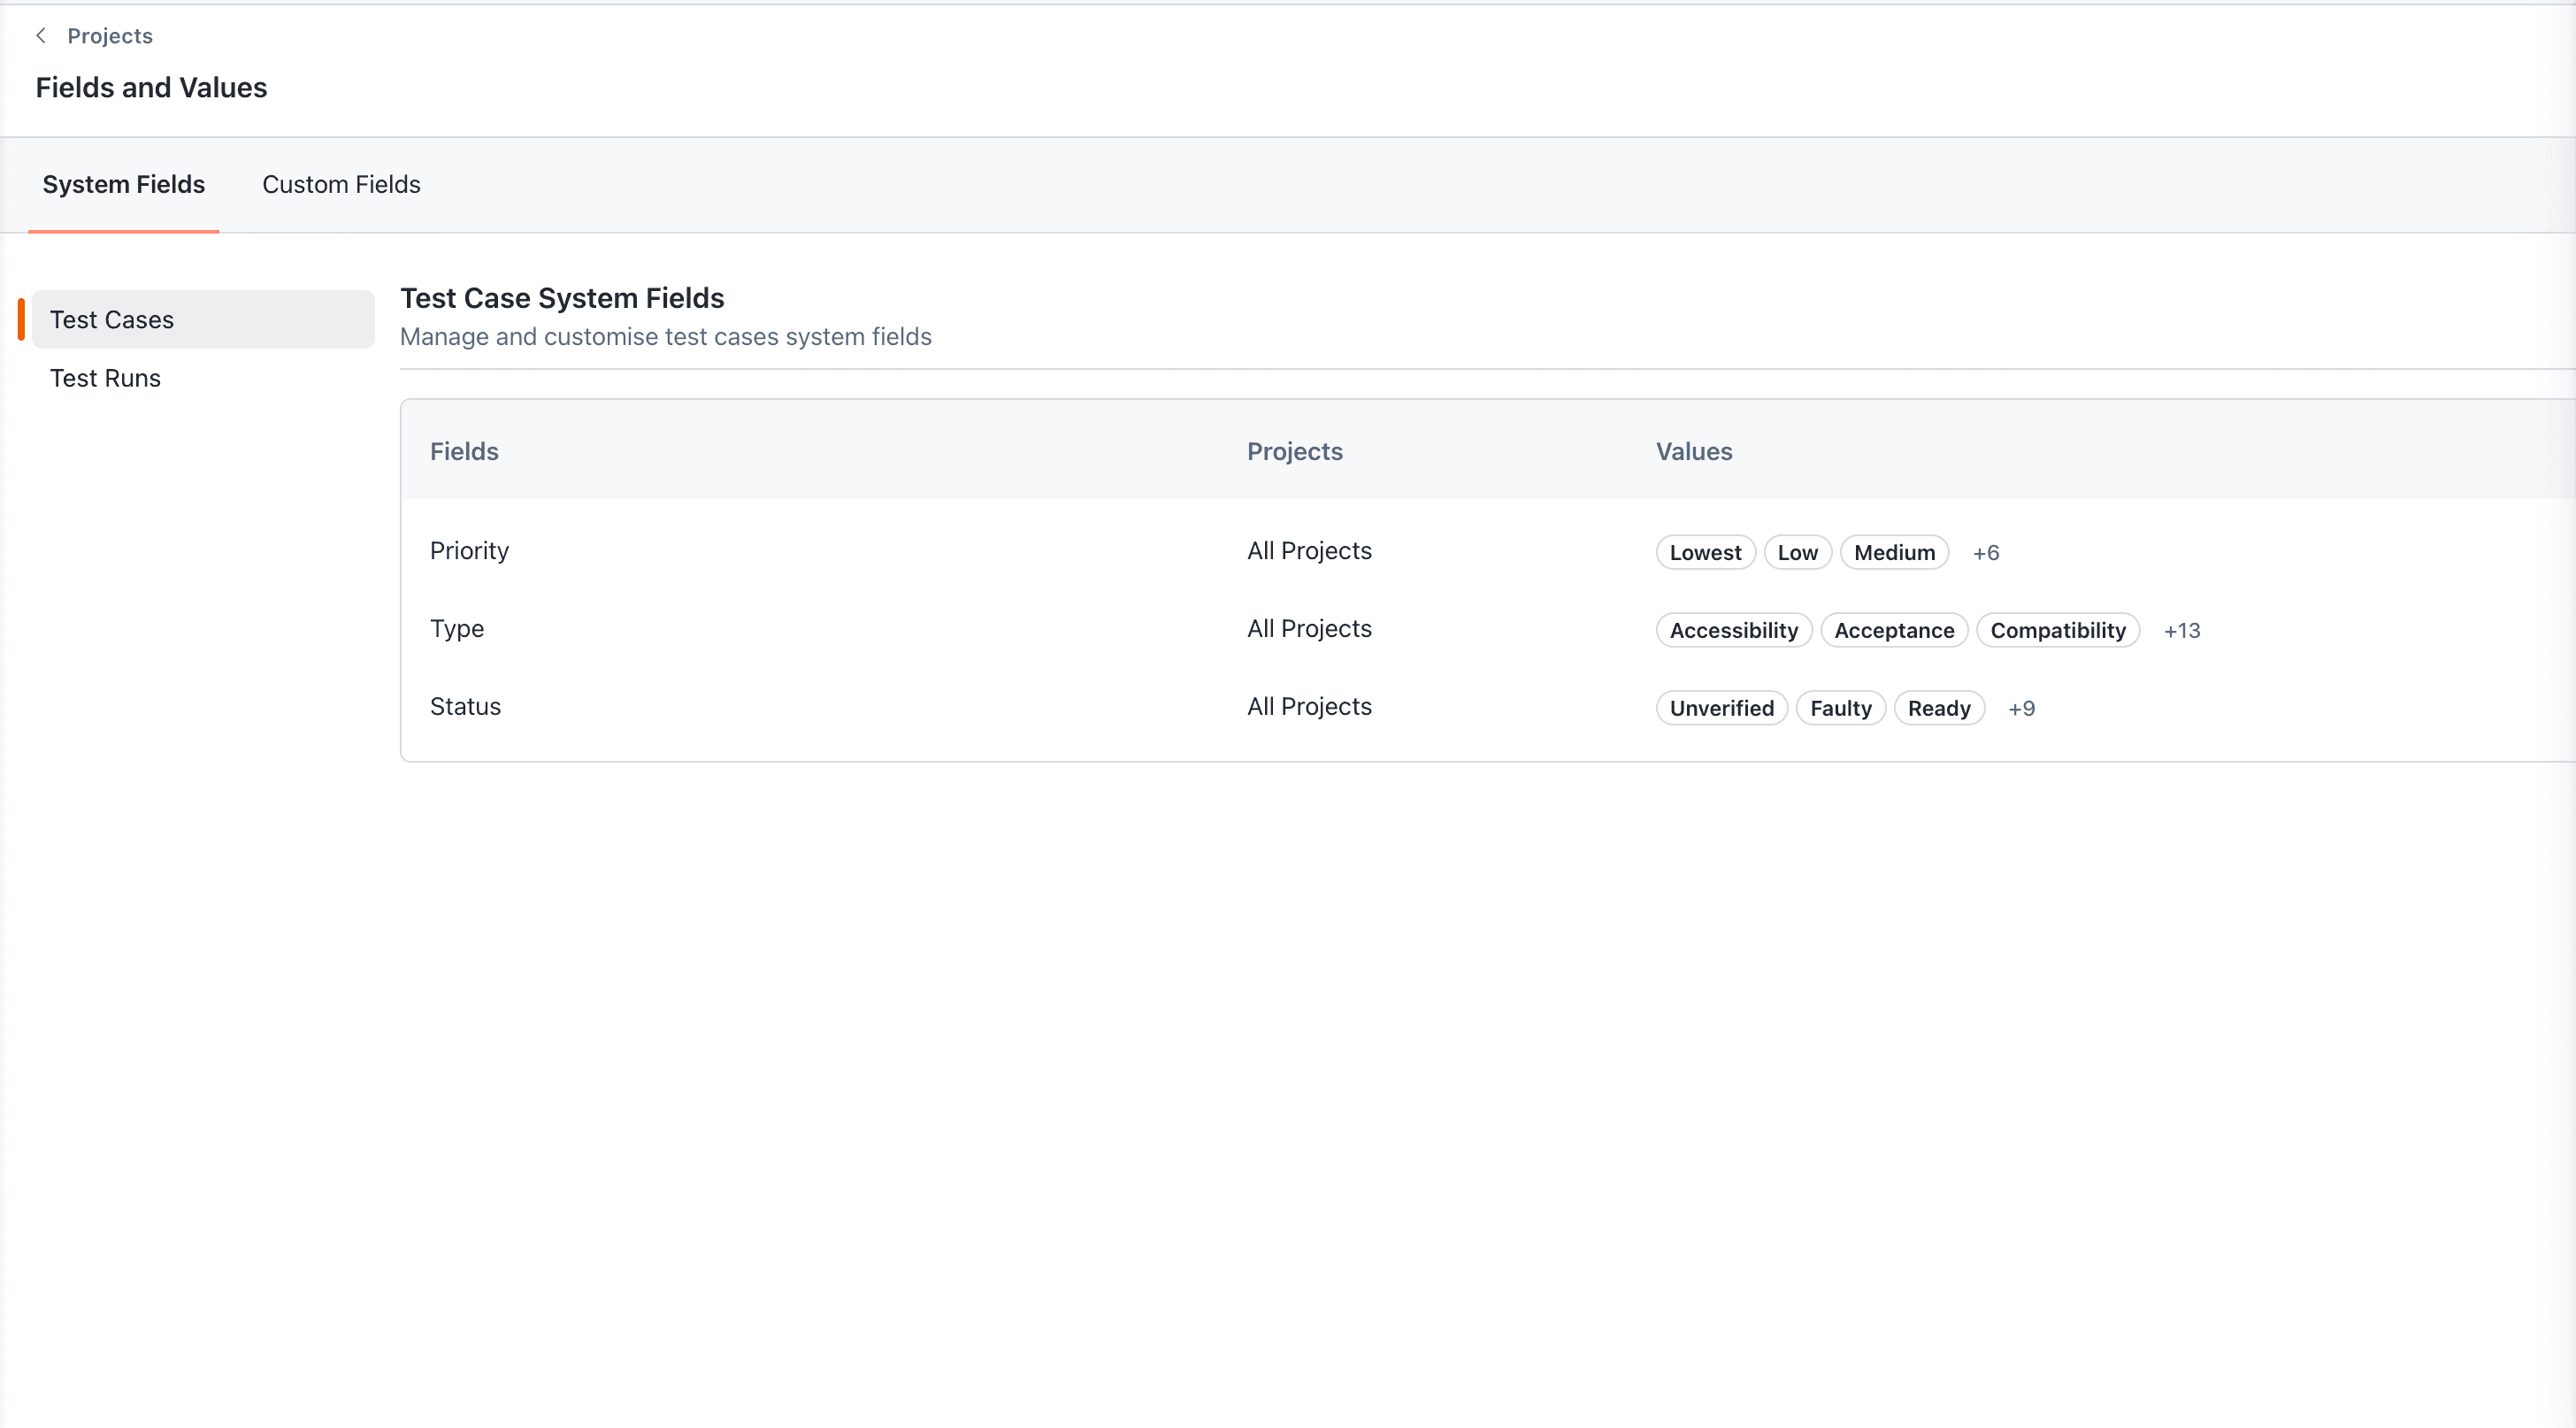 Projects
Fields and Values
System Fields Custom Fields
Test Cases
Test Runs
Test Case System Fields
Manage and customise test cases system fields
Fields Projects Values
Priority All Projects Lowest Low Medium +6
Type All Projects Accessibility Acceptance Compatibility +13
Status All Projects Unverified Faulty Ready +9